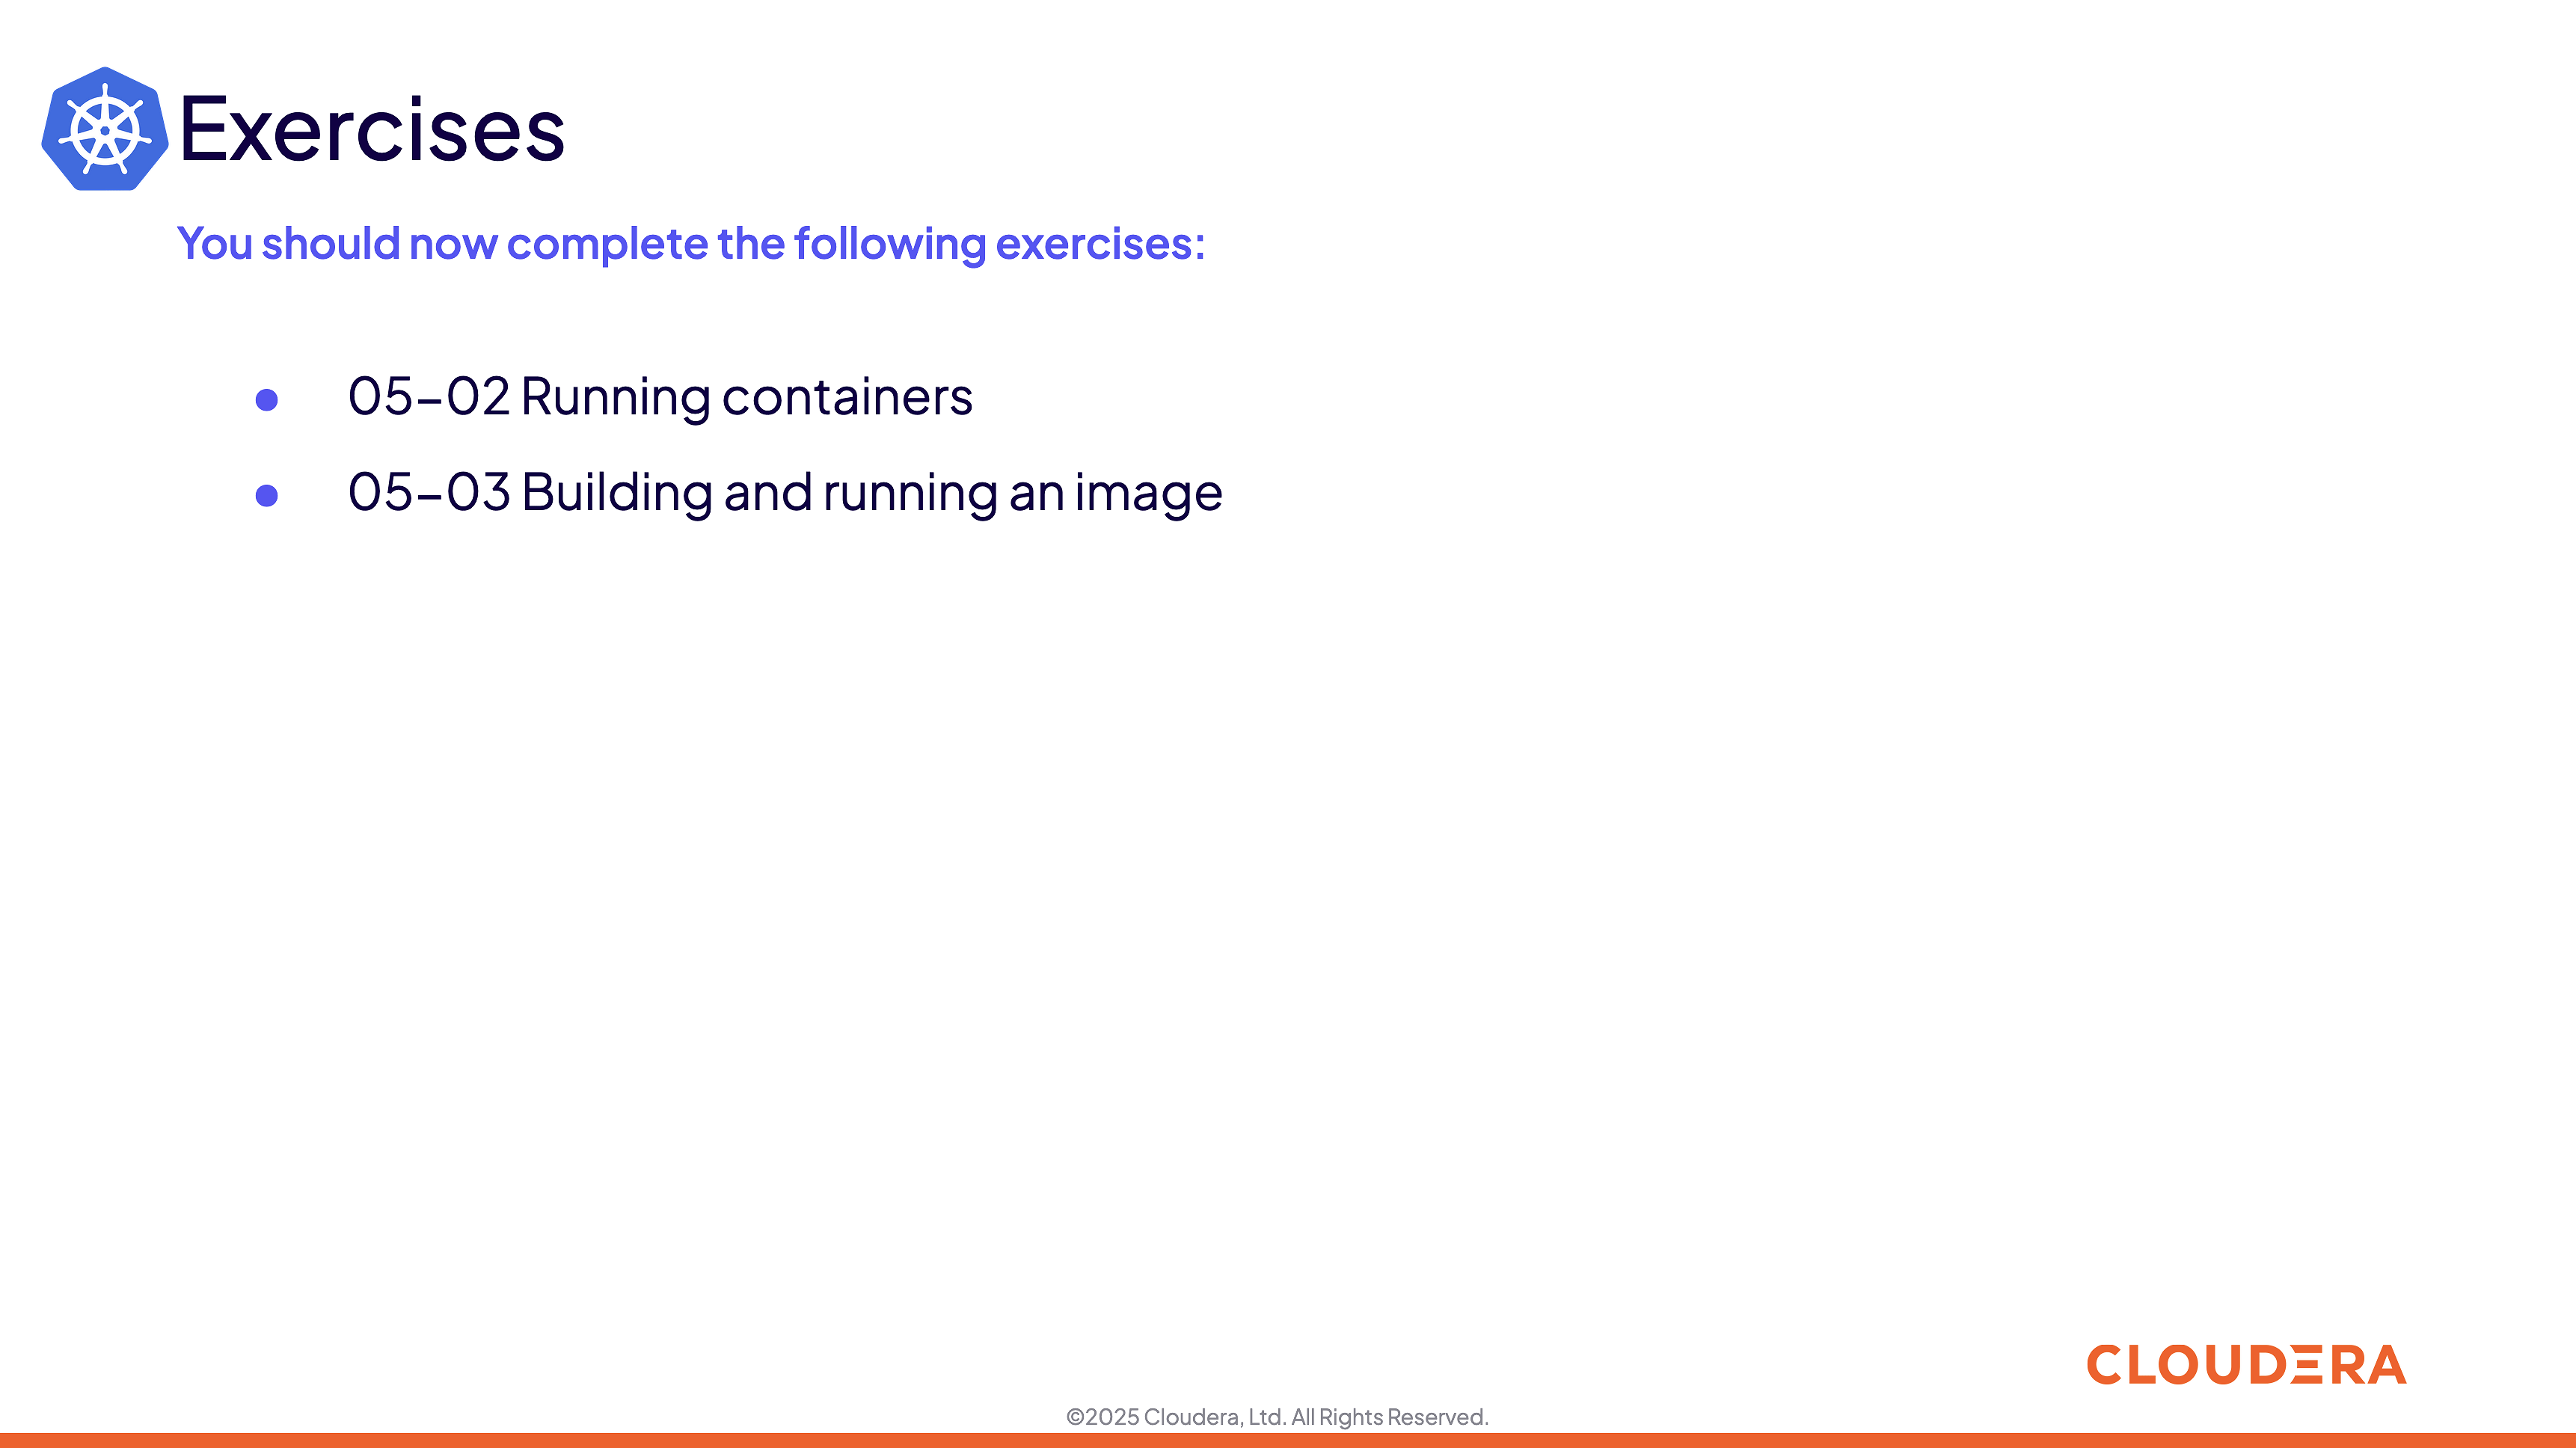 Exercises
You should now complete the following exercises:
● 05–02 Running containers
● 05–03 Building and running an image
CLOUDERA
©2025 Cloudera, Ltd. All Rights Reserved.